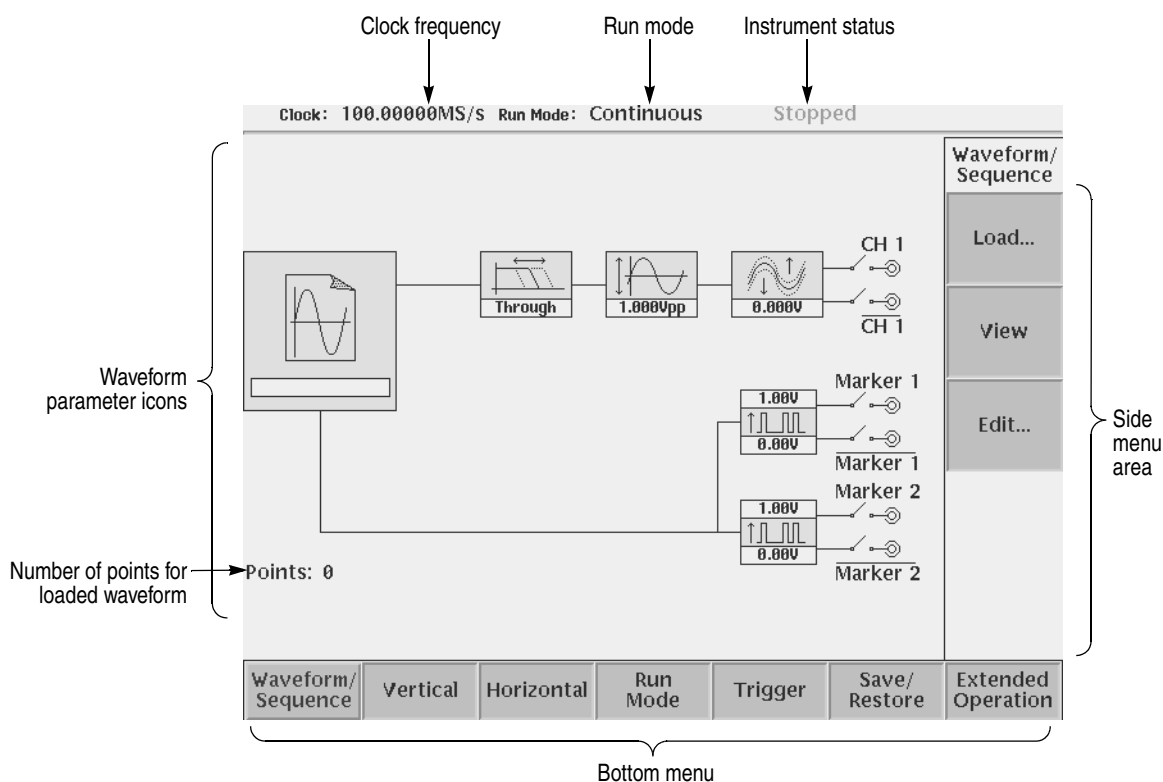 Clock frequency
Run mode
Instrument status
Clock: 100.00000MS/s Run Mode: Continuous Stopped
Waveform/
Sequence
Load...
View
Edit...
Through
1.000Vpp
0.000V
CH 1
CH 1
Waveform
parameter icons
1.00V
0.00V
Marker 1
Marker 1
1.00V
0.00V
Marker 2
Marker 2
Side
menu
area
Number of points for
loaded waveform
Points: 0
Waveform/
Sequence
Vertical
Horizontal
Run
Mode
Trigger
Save/
Restore
Extended
Operation
Bottom menu